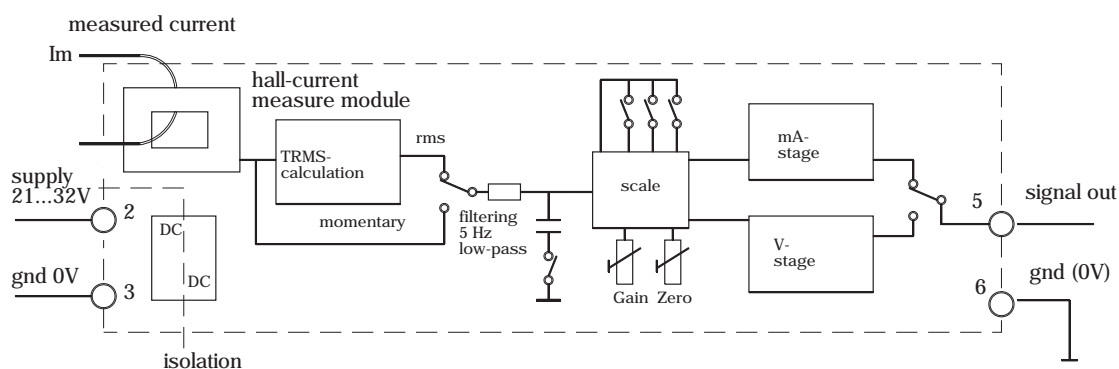 measured current
Im
hall-current
measure module
supply
21...32V
2
DC
DC
gnd 0V
3
isolation
TRMS-
calculation
rms
momentary
filtering
5 Hz
low-pass
scale
Gain
Zero
mA-
stage
V-
stage
5
signal out
6
gnd (0V)